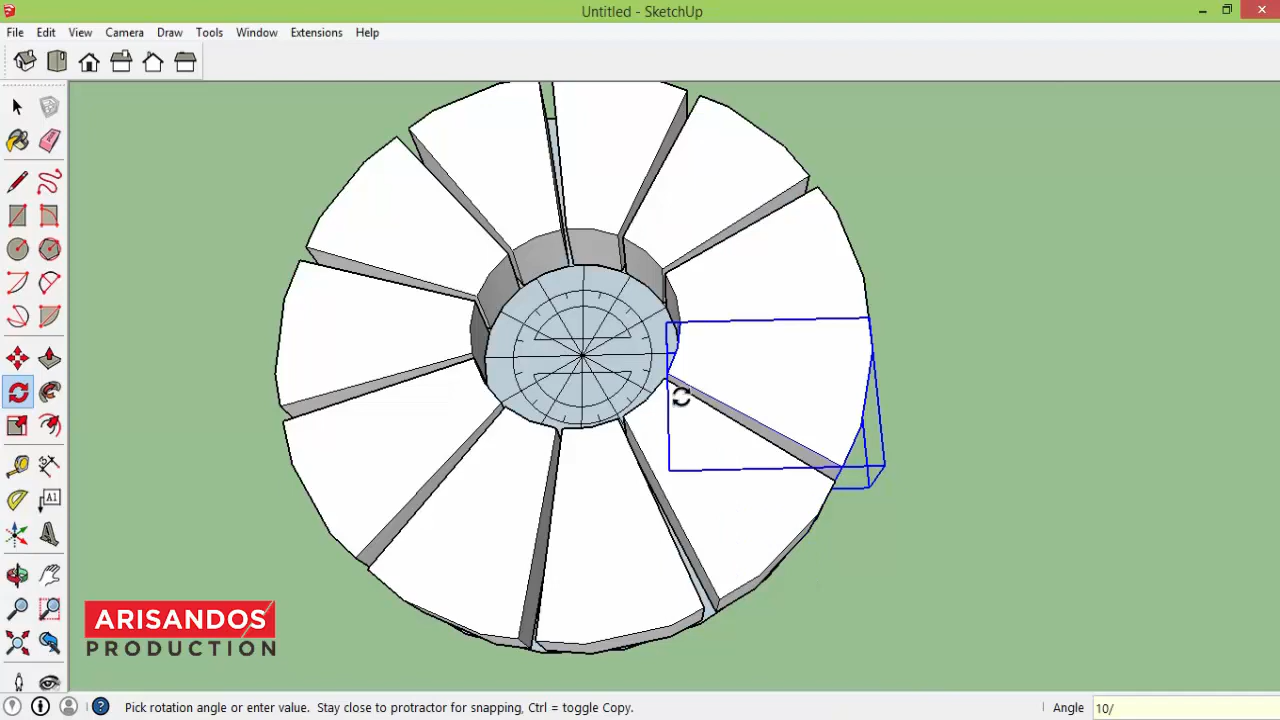 Untitled - SketchUp
File Edit View Camera Draw Tools Window Extensions Help
A1
ARISANDOS
PRODUCTION
Pick rotation angle or enter value. Stay close to protractor for snapping, Ctrl = toggle Copy.
Angle 10/